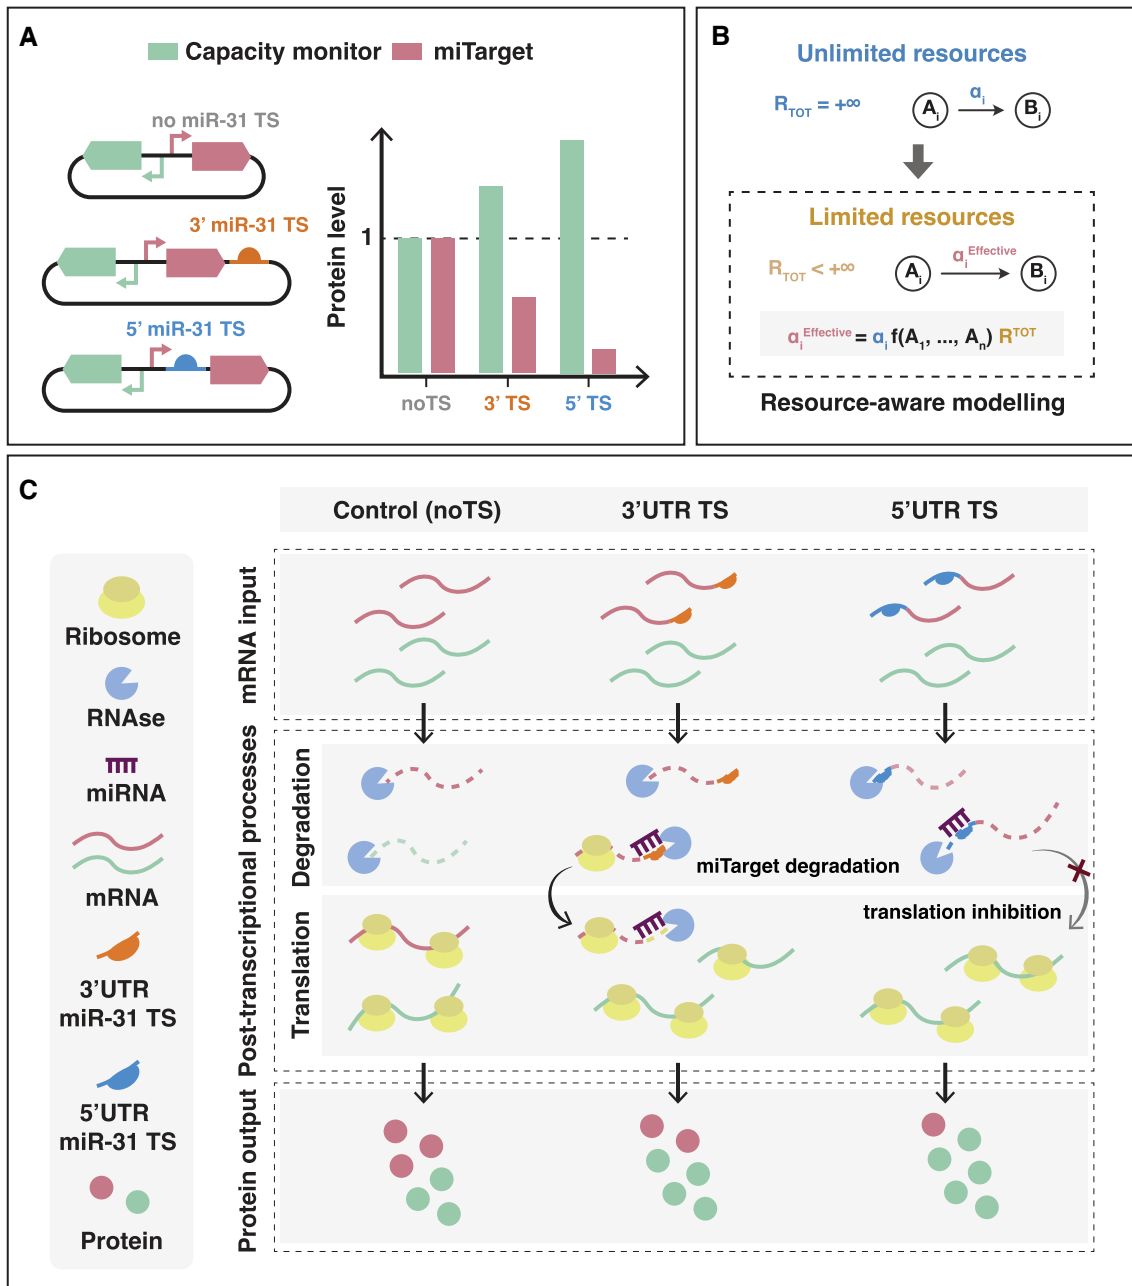 A
Capacity monitor
miTarget
no miR-31 TS
3’ miR-31 TS
5’ miR-31 TS
Protein level
1
noTS
3’ TS
5’ TS
B
Unlimited resources
R_TOT = +∞
A_i
α_i
B_i
Limited resources
R_TOT < +∞
A_i
α_i^Effective
B_i
α_i^Effective = α_i f(A_1, ..., A_n) R^TOT
Resource-aware modelling
C
Control (noTS)
3’UTR TS
5’UTR TS
Ribosome
RNAse
miRNA
mRNA
3’UTR
miR-31 TS
5’UTR
miR-31 TS
Protein
mRNA input
Post-transcriptional processes
Degradation
miTarget degradation
translation inhibition
Translation
Protein output